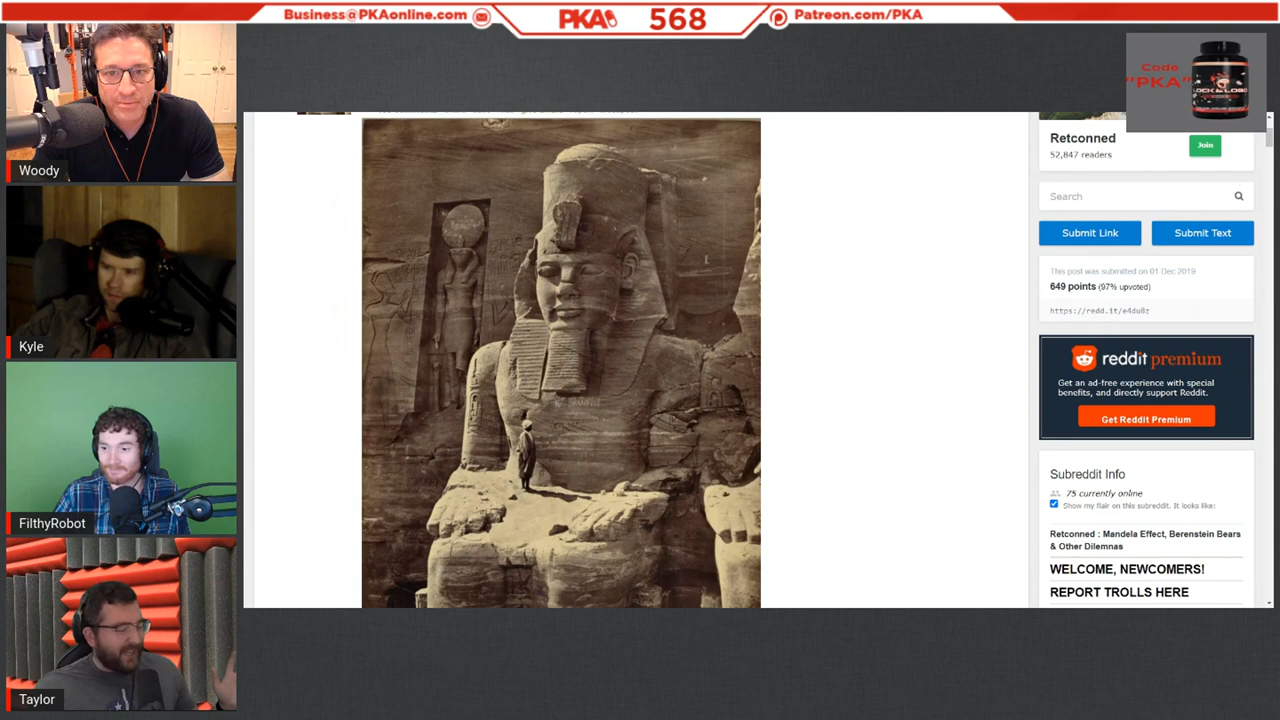 Business@PKAonline.com
PKA 568
Patreon.com/PKA
Code
"PKA"
Woody
Kyle
FilthyRobot
Taylor
Retconned
52,847 readers
Join
Search
Submit Link
Submit Text
This post was submitted on 01 Dec 2019
649 points (97% upvoted)
https://redd.it/e4du8z
reddit premium
Get an ad-free experience with special
benefits, and directly support Reddit.
Get Reddit Premium
Subreddit Info
75 currently online
Show my flair on this subreddit. It looks like:
Retconned : Mandela Effect, Berenstein Bears
& Other Dilemnas
WELCOME, NEWCOMERS!
REPORT TROLLS HERE